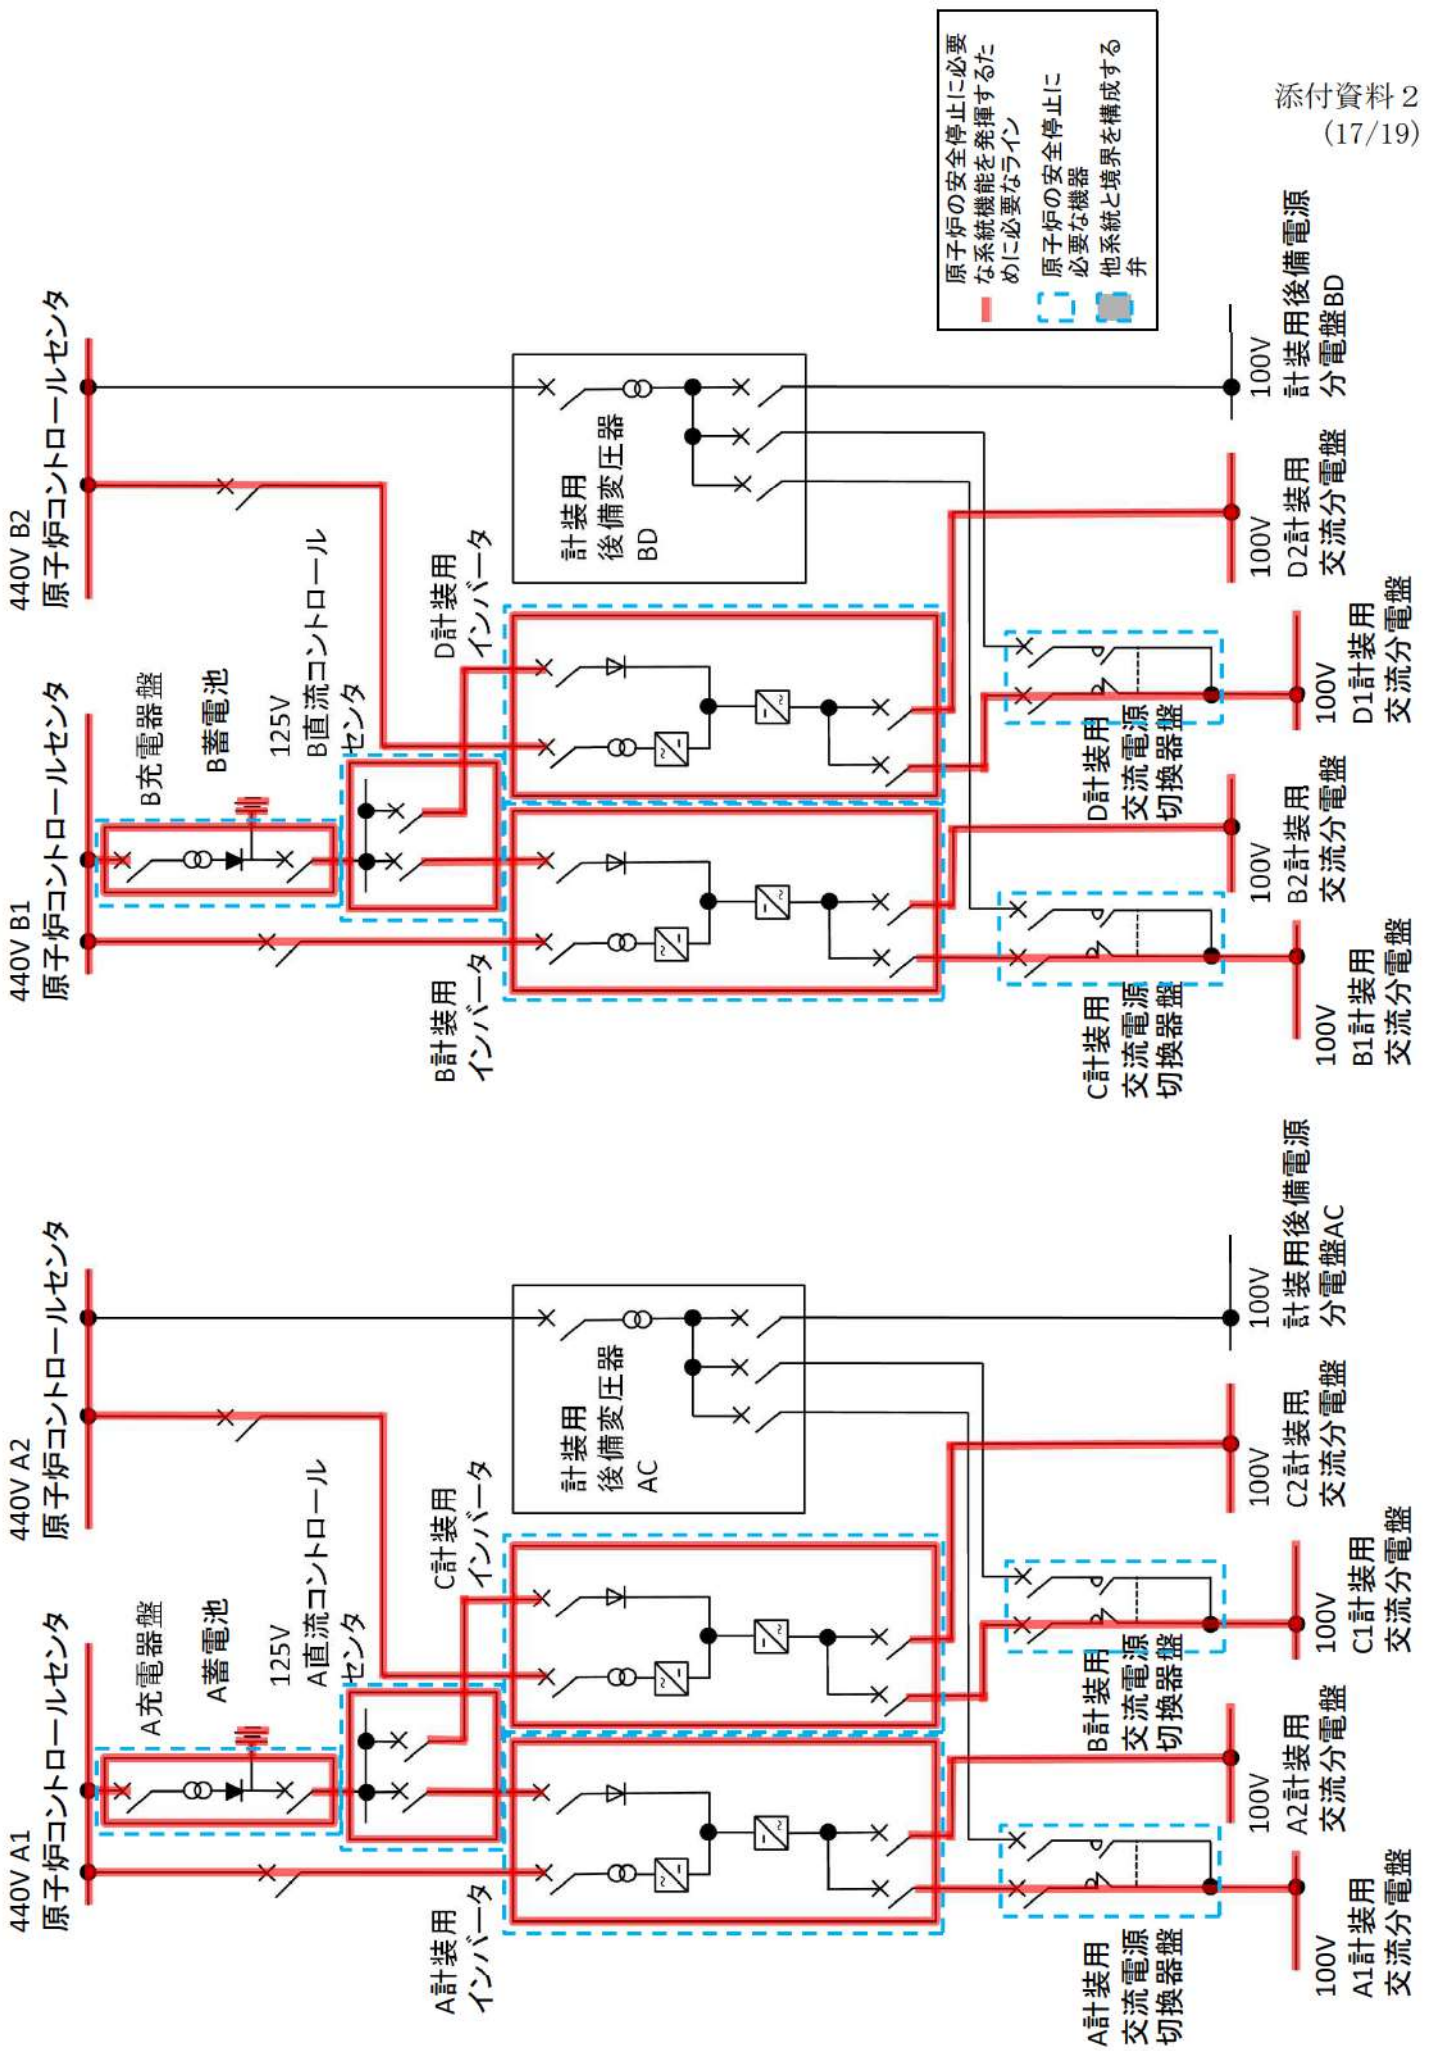 添付資料２
(17/19)
440V A1
原子炉コントロールセンタ
440V A2
原子炉コントロールセンタ
440V B1
原子炉コントロールセンタ
440V B2
原子炉コントロールセンタ
A充電器盤
A蓄電池
125V
A直流コントロール
センタ
B充電器盤
B蓄電池
125V
B直流コントロール
センタ
A計装用
インバータ
C計装用
インバータ
計装用
後備変圧器
AC
B計装用
インバータ
D計装用
インバータ
計装用
後備変圧器
BD
A計装用
交流電源
切換器盤
B計装用
交流電源
切換器盤
C計装用
交流電源
切換器盤
D計装用
交流電源
切換器盤
100V
A1計装用
交流分電盤
100V
A2計装用
交流分電盤
100V
C1計装用
交流分電盤
100V
C2計装用
交流分電盤
100V
計装用後備電源
分電盤AC
100V
B1計装用
交流分電盤
100V
B2計装用
交流分電盤
100V
D1計装用
交流分電盤
100V
D2計装用
交流分電盤
100V
計装用後備電源
分電盤BD
原子炉の安全停止に必要
な系統機能を発揮するた
めに必要なライン
原子炉の安全停止に
必要な機器
他系統と境界を構成する
弁